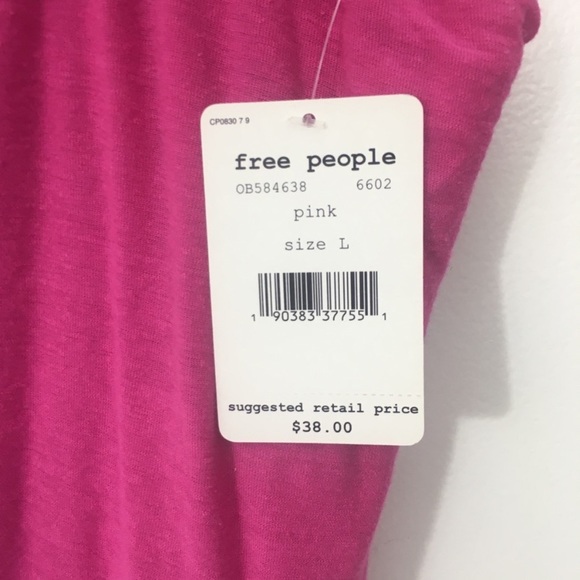 CP0830 7.9
free people
OB584638 6602
pink
size L
1 90383 37755 1
suggested retail price
$38.00